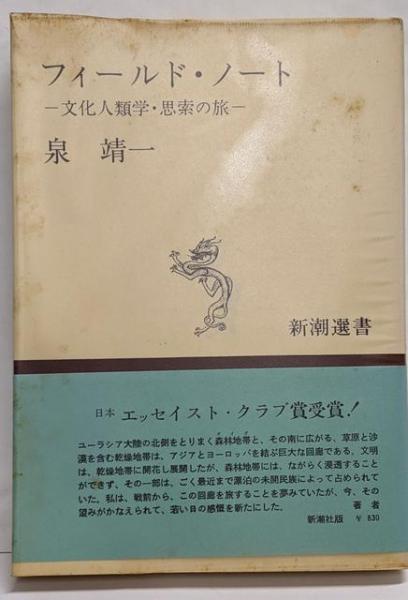 フィールド・ノート
－文化人類学・思索の旅－
泉 靖一
新潮選書
日本 エッセイスト・クラブ賞受賞！
ユーラシア大陸の北側をとりまく森林地帯と、その南に広がる、草原と沙
漠を含む乾燥地帯は、アジアとヨーロッパを結ぶ巨大な回廊である。文明
は、乾燥地帯に開花し展開したが、森林地帯には、ながらく浸透すること
ができず、その一部は、ごく最近まで漂泊の未開民族によって占められて
いた。私は、戦前から、この回廊を旅することを夢みていたが、今、その
望みがかなえられて、若い日の感慨を新たにした。 著 者
新潮社版 ￥ 830